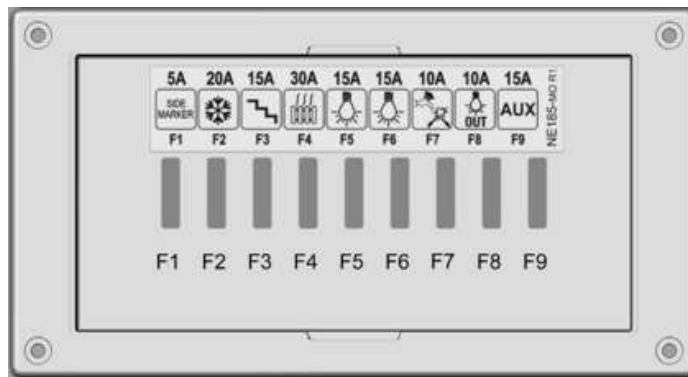 5A 20A 15A 30A 15A 15A 10A 10A 15A
SIDE MARKER OUT AUX
F1 F2 F3 F4 F5 F6 F7 F8 F9
NE185-MO R1
F1 F2 F3 F4 F5 F6 F7 F8 F9